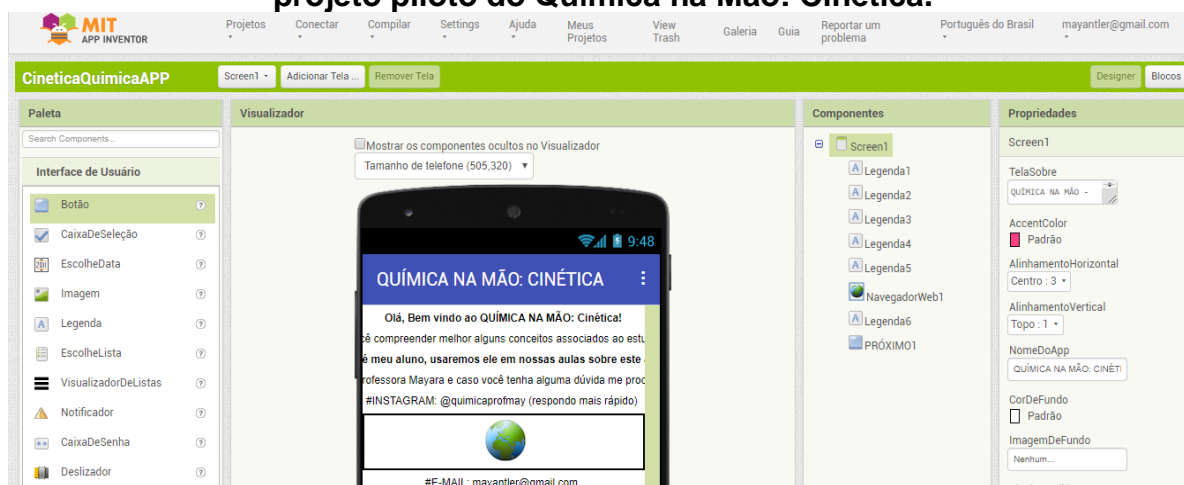 projeto piloto do Química na Mão: Cinética.
MIT
APP INVENTOR
Projetos
Conectar
Compilar
Settings
Ajuda
Meus
Projetos
View
Trash
Galeria
Guia
Reportar um
problema
Português do Brasil
mayantler@gmail.com
CineticaQuimicaAPP
Screen1
Adicionar Tela ...
Remover Tela
Designer
Blocos
Paleta
Search Components...
Interface de Usuário
Botão
CaixaDeSeleção
EscolheData
Imagem
Legenda
EscolheLista
VisualizadorDeListas
Notificador
CaixaDeSenha
Deslizador
Visualizador
Mostrar os componentes ocultos no Visualizador
Tamanho de telefone (505,320)
9:48
QUÍMICA NA MÃO: CINÉTICA
Olá, Bem vindo ao QUÍMICA NA MÃO: Cinética!
cê compreender melhor alguns conceitos associados ao estu
é meu aluno, usaremos ele em nossas aulas sobre este
rofessora Mayara e caso você tenha alguma dúvida me proc
#INSTAGRAM: @quimicaprofmay (respondo mais rápido)
#E-MAIL: mayantler@gmail.com
Componentes
Screen1
Legenda1
Legenda2
Legenda3
Legenda4
Legenda5
NavegadorWeb1
Legenda6
PRÓXIMO1
Propriedades
Screen1
TelaSobre
QUÍMICA NA MÃO -
AccentColor
Padrão
AlinhamentoHorizontal
Centro : 3
AlinhamentoVertical
Topo : 1
NomeDoApp
QUÍMICA NA MÃO: CINÉTI
CorDeFundo
Padrão
ImagemDeFundo
Nenhum...